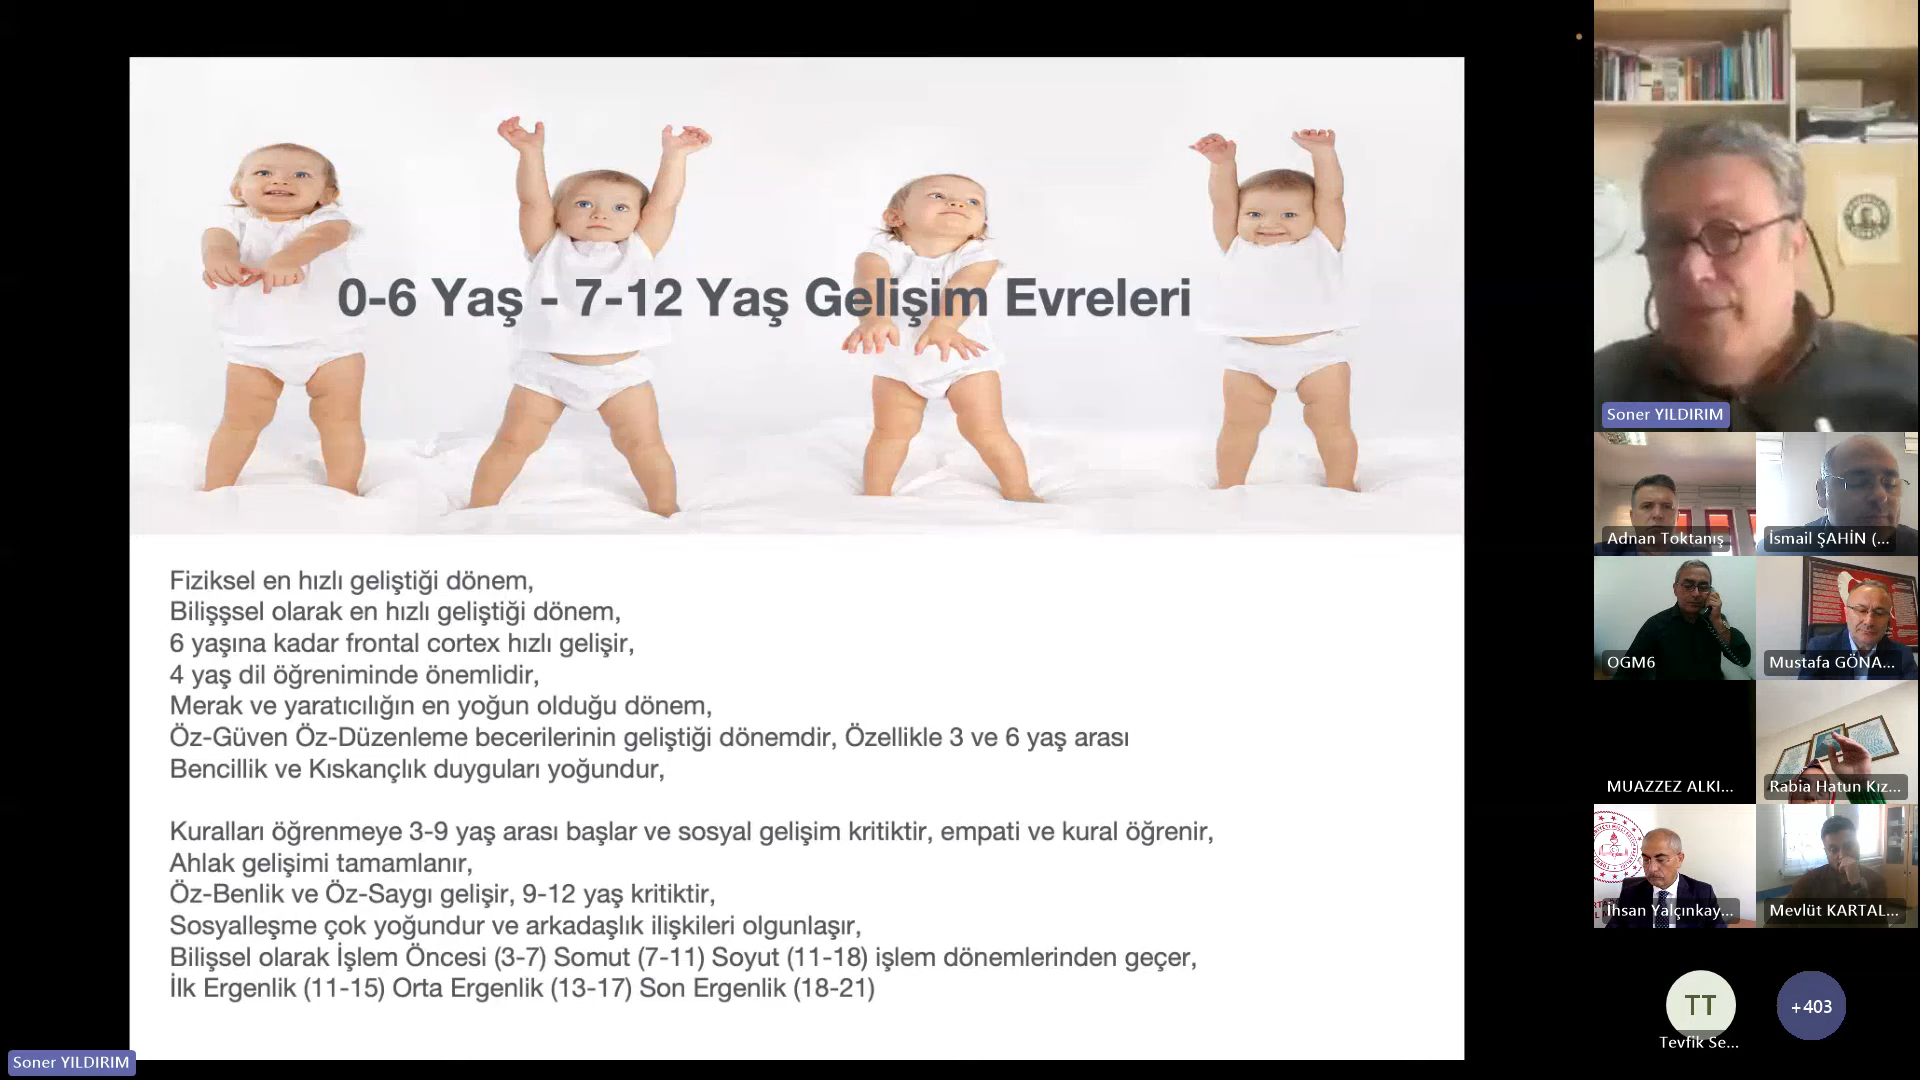 0-6 Yaş - 7-12 Yaş Gelişim Evreleri
Fiziksel en hızlı geliştiği dönem,
Bilişşsel olarak en hızlı geliştiği dönem,
6 yaşına kadar frontal cortex hızlı gelişir,
4 yaş dil öğreniminde önemlidir,
Merak ve yaratıcılığın en yoğun olduğu dönem,
Öz-Güven Öz-Düzenleme becerilerinin geliştiği dönemdir, Özellikle 3 ve 6 yaş arası
Bencillik ve Kıskançlık duyguları yoğundur,
Kuralları öğrenmeye 3-9 yaş arası başlar ve sosyal gelişim kritiktir, empati ve kural öğrenir,
Ahlak gelişimi tamamlanır,
Öz-Benlik ve Öz-Saygı gelişir, 9-12 yaş kritiktir,
Sosyalleşme çok yoğundur ve arkadaşlık ilişkileri olgunlaşır,
Bilişsel olarak İşlem Öncesi (3-7) Somut (7-11) Soyut (11-18) işlem dönemlerinden geçer,
İlk Ergenlik (11-15) Orta Ergenlik (13-17) Son Ergenlik (18-21)
Soner YILDIRIM
Soner YILDIRIM
Adnan Toktanış
İsmail ŞAHİN (...
OGM6
Mustafa GÖNA...
MUAZZEZ ALKI...
Rabia Hatun Kız...
İhsan Yalçınkay...
Mevlüt KARTAL...
TT
Tevfik Se...
+403